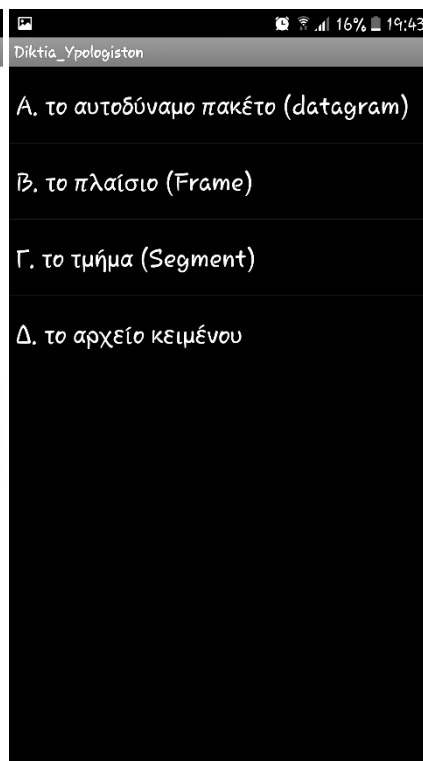 16% 19:43
Diktia_Ypologiston
Α. το αυτοδύναμο πακέτο (datagram)
Β. το πλαίσιο (Frame)
Γ. το τμήμα (Segment)
Δ. το αρχείο κειμένου